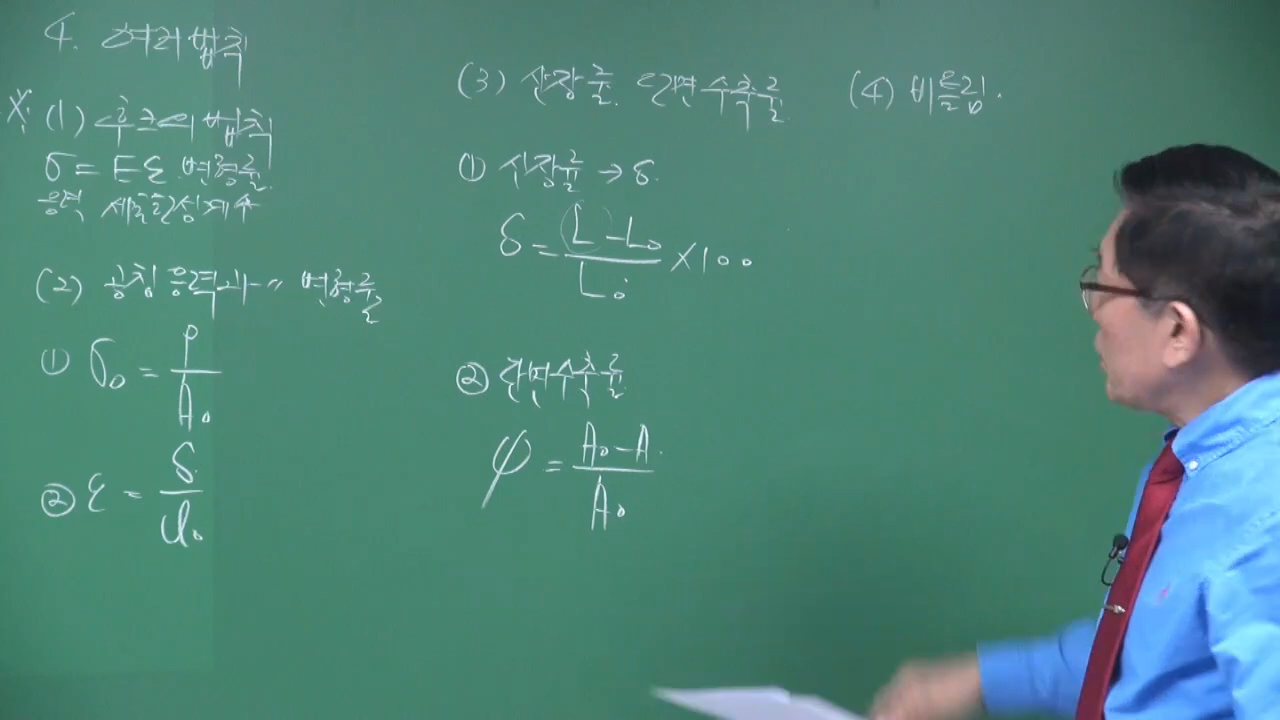 4. 여러법칙
※ (1) 후크의 법칙
σ = E ε 변형률
응력 세로탄성계수
(2) 공칭응력과 〃 변형률
① σ₀ = P / A₀
② ε = δ / l₀
(3) 신장률. 단면수축률
① 신장률 → δ.
δ = (L - L₀) / L₀ × 100
② 단면수축률
φ = (A₀ - A) / A₀
(4) 비틀림.